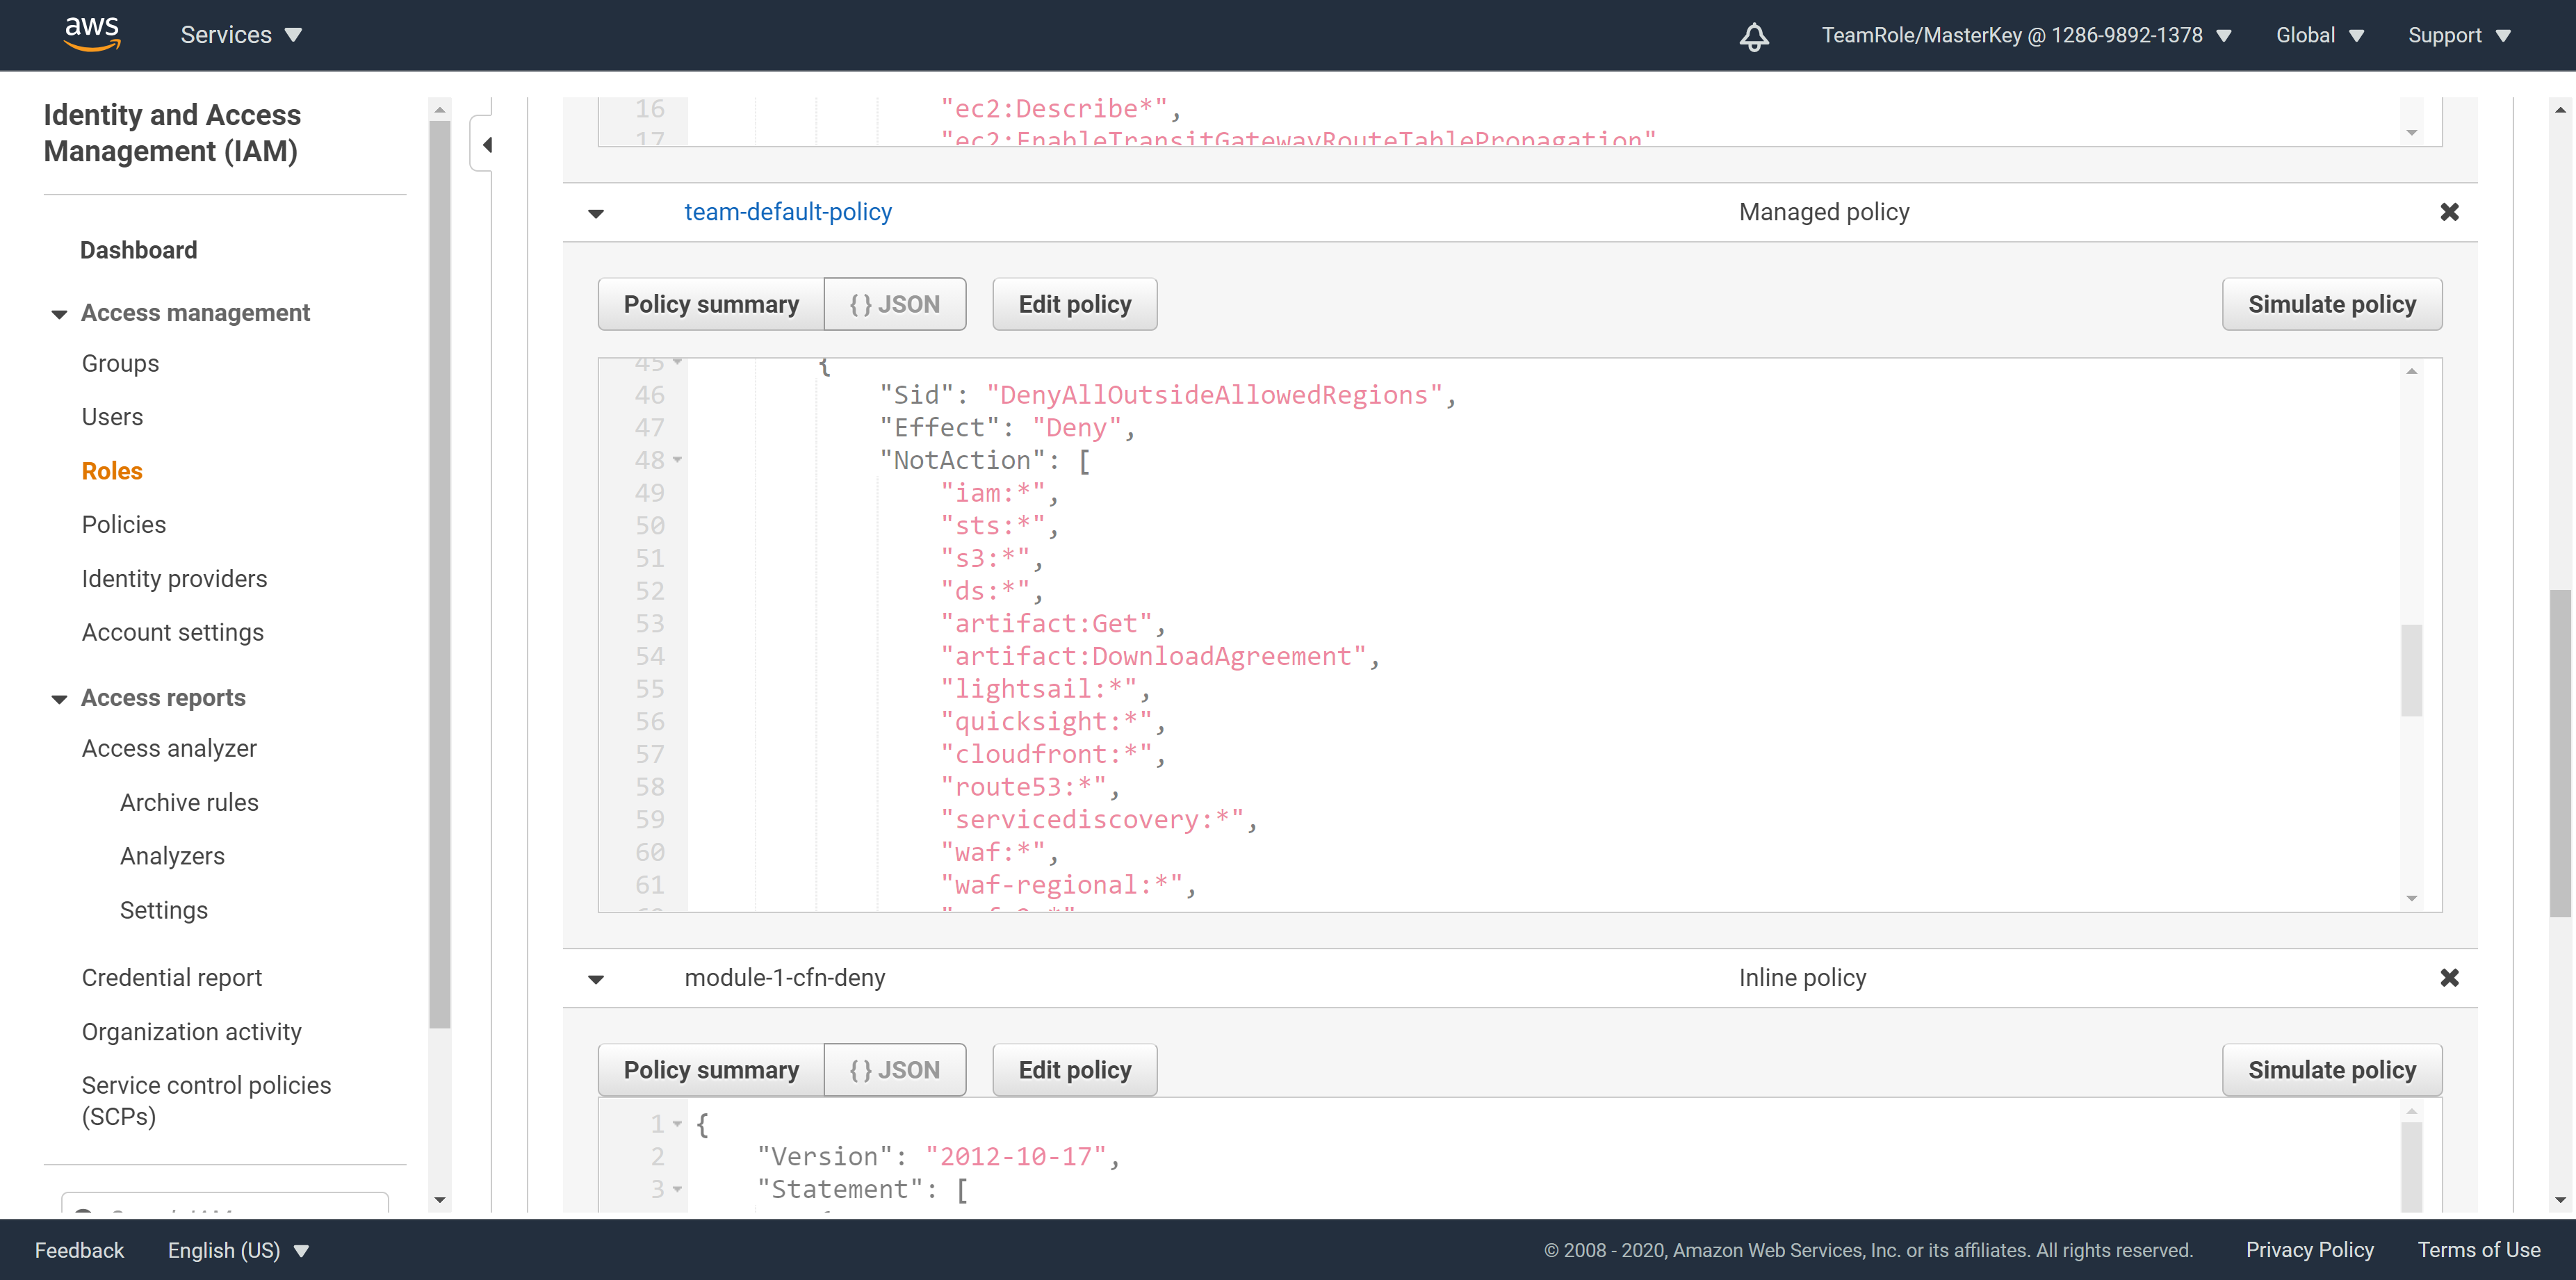 aws
Services
TeamRole/MasterKey @ 1286-9892-1378
Global
Support
Identity and Access
Management (IAM)
Dashboard
Access management
Groups
Users
Roles
Policies
Identity providers
Account settings
Access reports
Access analyzer
Archive rules
Analyzers
Settings
Credential report
Organization activity
Service control policies
(SCPs)
16 "ec2:Describe*",
17 "ec2:EnableTransitGatewayRouteTablePropagation"
team-default-policy Managed policy
Policy summary { } JSON Edit policy Simulate policy
45 {
46 "Sid": "DenyAllOutsideAllowedRegions",
47 "Effect": "Deny",
48 "NotAction": [
49 "iam:*",
50 "sts:*",
51 "s3:*",
52 "ds:*",
53 "artifact:Get",
54 "artifact:DownloadAgreement",
55 "lightsail:*",
56 "quicksight:*",
57 "cloudfront:*",
58 "route53:*",
59 "servicediscovery:*",
60 "waf:*",
61 "waf-regional:*",
module-1-cfn-deny Inline policy
Policy summary { } JSON Edit policy Simulate policy
1 {
2 "Version": "2012-10-17",
3 "Statement": [
Feedback
English (US)
© 2008 - 2020, Amazon Web Services, Inc. or its affiliates. All rights reserved.
Privacy Policy
Terms of Use